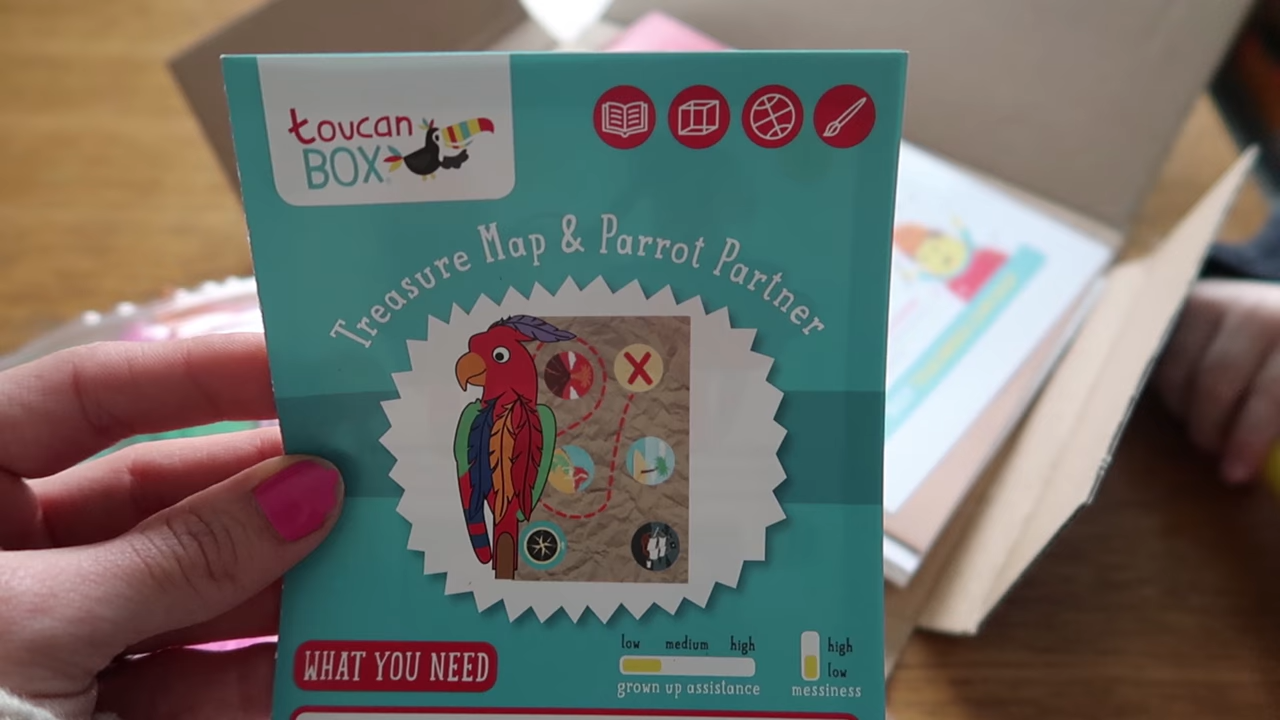 toucan
BOX
Treasure Map & Parrot Partner
low medium high
grown up assistance
high
low
messiness
WHAT YOU NEED